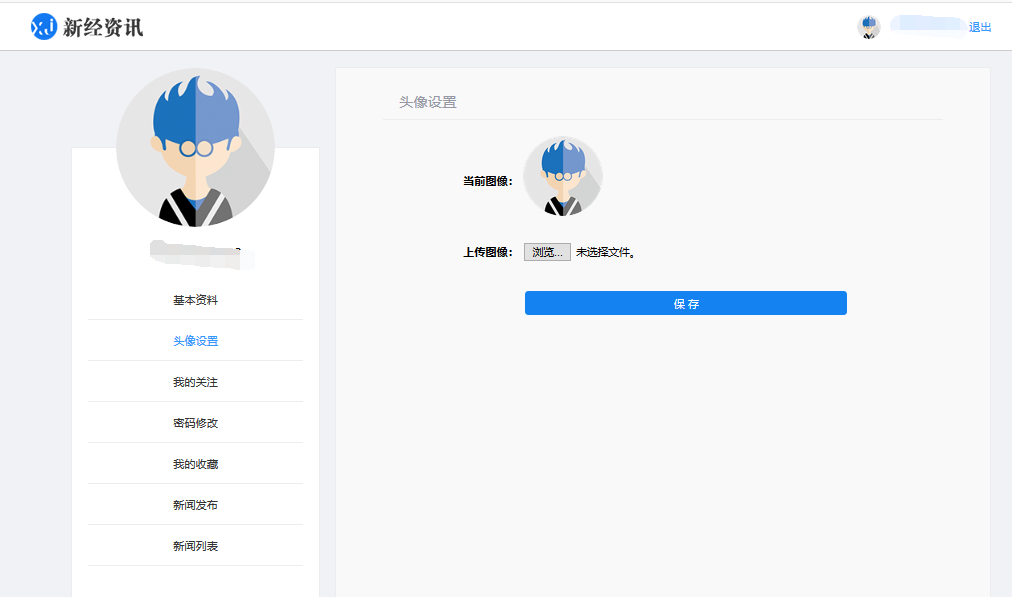 新经资讯
退出
头像设置
当前图像：
上传图像： 浏览... 未选择文件。
保 存
基本资料
头像设置
我的关注
密码修改
我的收藏
新闻发布
新闻列表